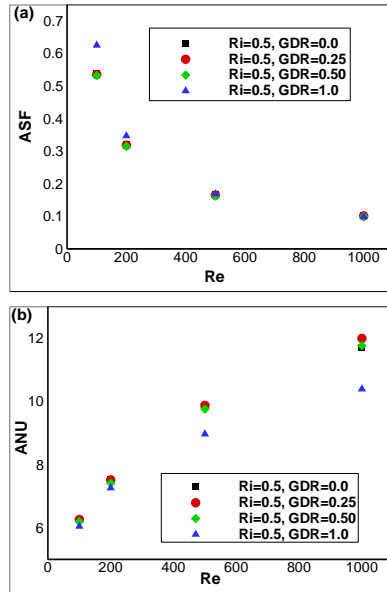 (a)
0.7
0.6
0.5
0.4
0.3
0.2
0.1
0
ASF
Ri=0.5, GDR=0.0
Ri=0.5, GDR=0.25
Ri=0.5, GDR=0.50
Ri=0.5, GDR=1.0
0 200 400 600 800 1000
Re
(b)
12
10
8
6
ANU
Ri=0.5, GDR=0.0
Ri=0.5, GDR=0.25
Ri=0.5, GDR=0.50
Ri=0.5, GDR=1.0
0 200 400 600 800 1000
Re